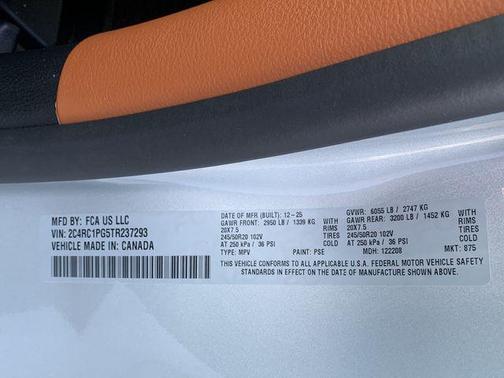 MFD BY: FCA US LLC
VIN: 2C4RC1PG5TR237293
VEHICLE MADE IN: CANADA
DATE OF MFR (BUILT): 12-25 GVWR: 6055 LB / 2747 KG
GAWR FRONT: 2950 LB / 1339 KG WITH GAWR REAR: 3200 LB / 1452 KG WITH
20X7.5 RIMS 20X7.5 RIMS
245/50R20 102V TIRES 245/50R20 102V TIRES
AT 250 kPa / 36 PSI COLD AT 250 kPa / 36 PSI COLD
TYPE: MPV PAINT: PSE MDH: 122208 MKT: 875
THIS VEHICLE CONFORMS TO ALL APPLICABLE U.S.A. FEDERAL MOTOR VEHICLE SAFETY
STANDARDS IN EFFECT ON THE DATE OF MANUFACTURE SHOWN ABOVE.